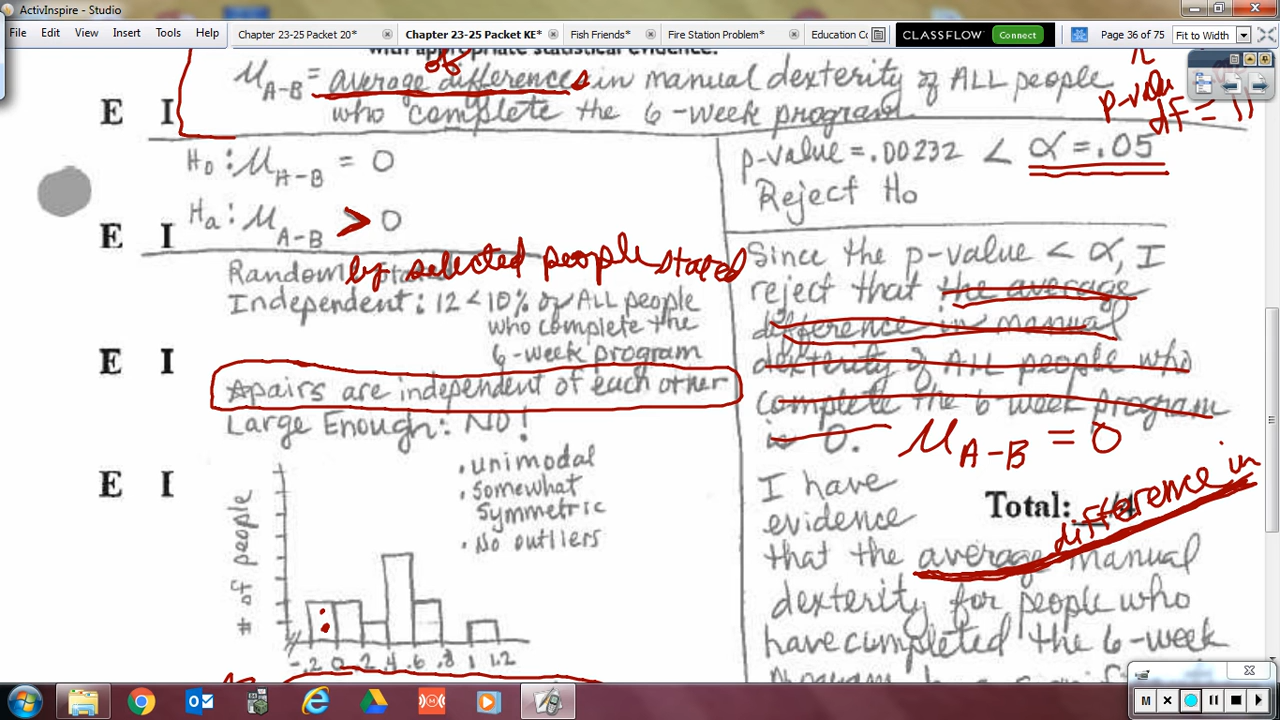 ActivInspire - Studio
File Edit View Insert Tools Help
Chapter 23-25 Packet 20* Chapter 23-25 Packet KE* Fish Friends* Fire Station Problem* Education Co
CLASSFLOW Connect
Page 36 of 75
Fit to Width
with appropriate statistical evidence.
μA-B = average of differences in manual dexterity of ALL people
who complete the 6-week program.
E I
n
p-value
df = 11
H₀ : μA-B = 0
Ha : μA-B > 0
E I
Randomly selected people stated
Independent : 12 < 10% of ALL people
who complete the
6-week program
E I
*pairs are independent of each other
Large Enough: NO!
E I
• unimodal
• Somewhat
Symmetric
• No outliers
# of people
-.2 0 .2 .4 .6 .8 1 1.2
p-value = .00232 < α = .05
Reject H₀
Since the p-value < α, I
reject that the average
difference in manual
dexterity of ALL people who
complete the 6-week program
is 0. μA-B = 0
I have
evidence
Total:
that the average difference in manual
dexterity for people who
have completed the 6-week
M